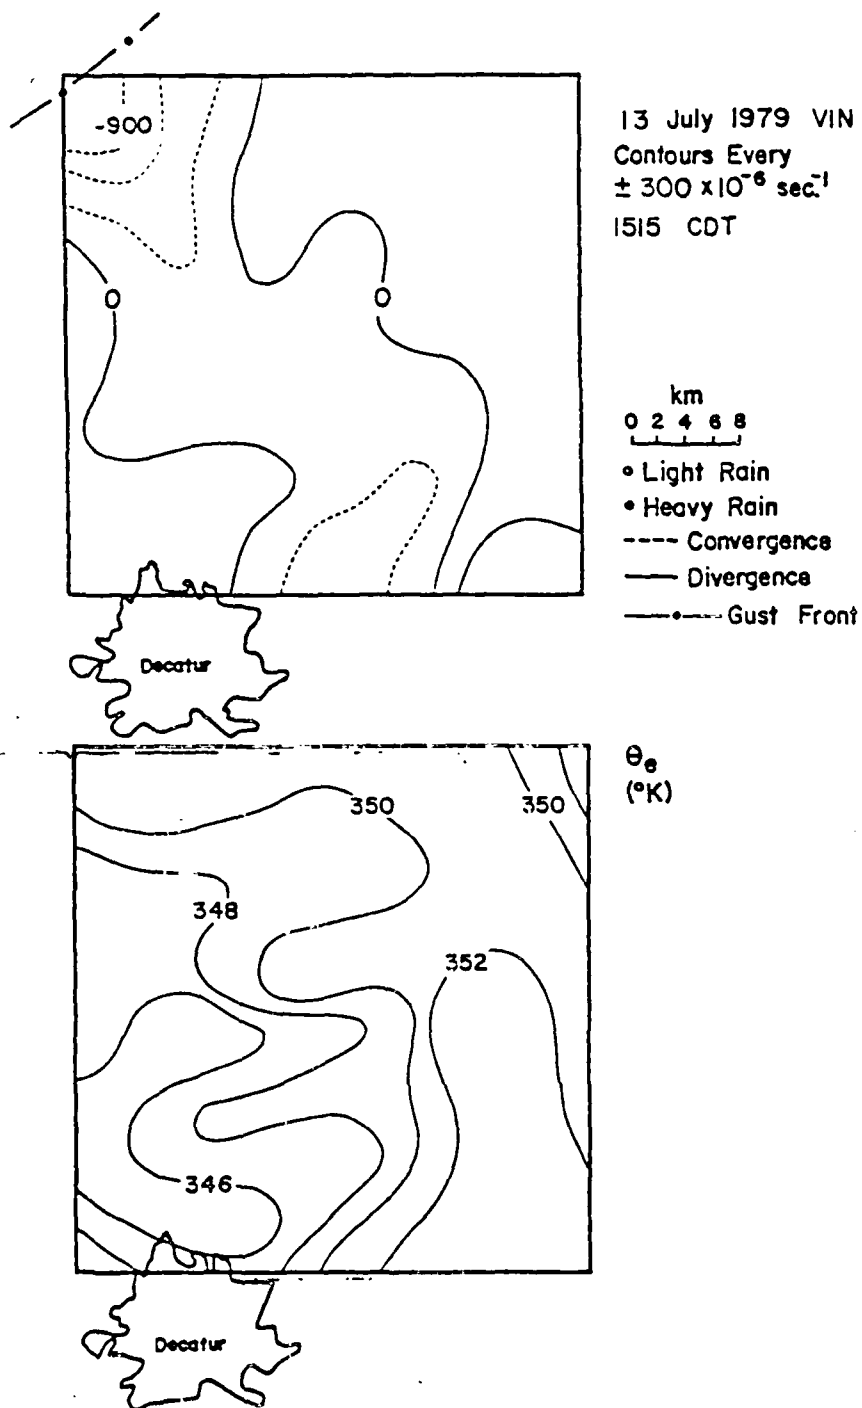 -900
13 July 1979 VIN
Contours Every
± 300 x10⁻⁶ sec.⁻¹
1515 CDT
0
0
km
0 2 4 6 8
Light Rain
Heavy Rain
Convergence
Divergence
Gust Front
Decatur
θe
(°K)
350
350
348
352
346
Decatur